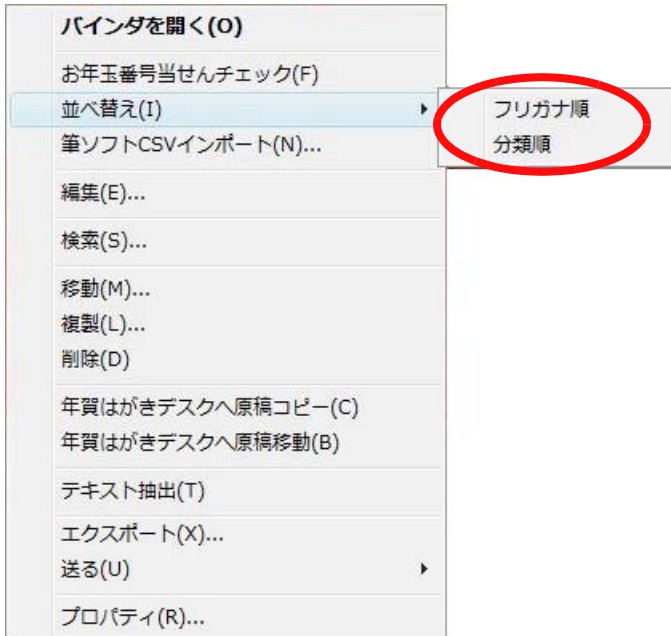 バインダを開く(O)
お年玉番号当せんチェック(F)
並べ替え(I)
フリガナ順
分類順
筆ソフトCSVインポート(N)...
編集(E)...
検索(S)...
移動(M)...
複製(L)...
削除(D)
年賀はがきデスクへ原稿コピー(C)
年賀はがきデスクへ原稿移動(B)
テキスト抽出(T)
エクスポート(X)...
送る(U)
プロパティ(R)...